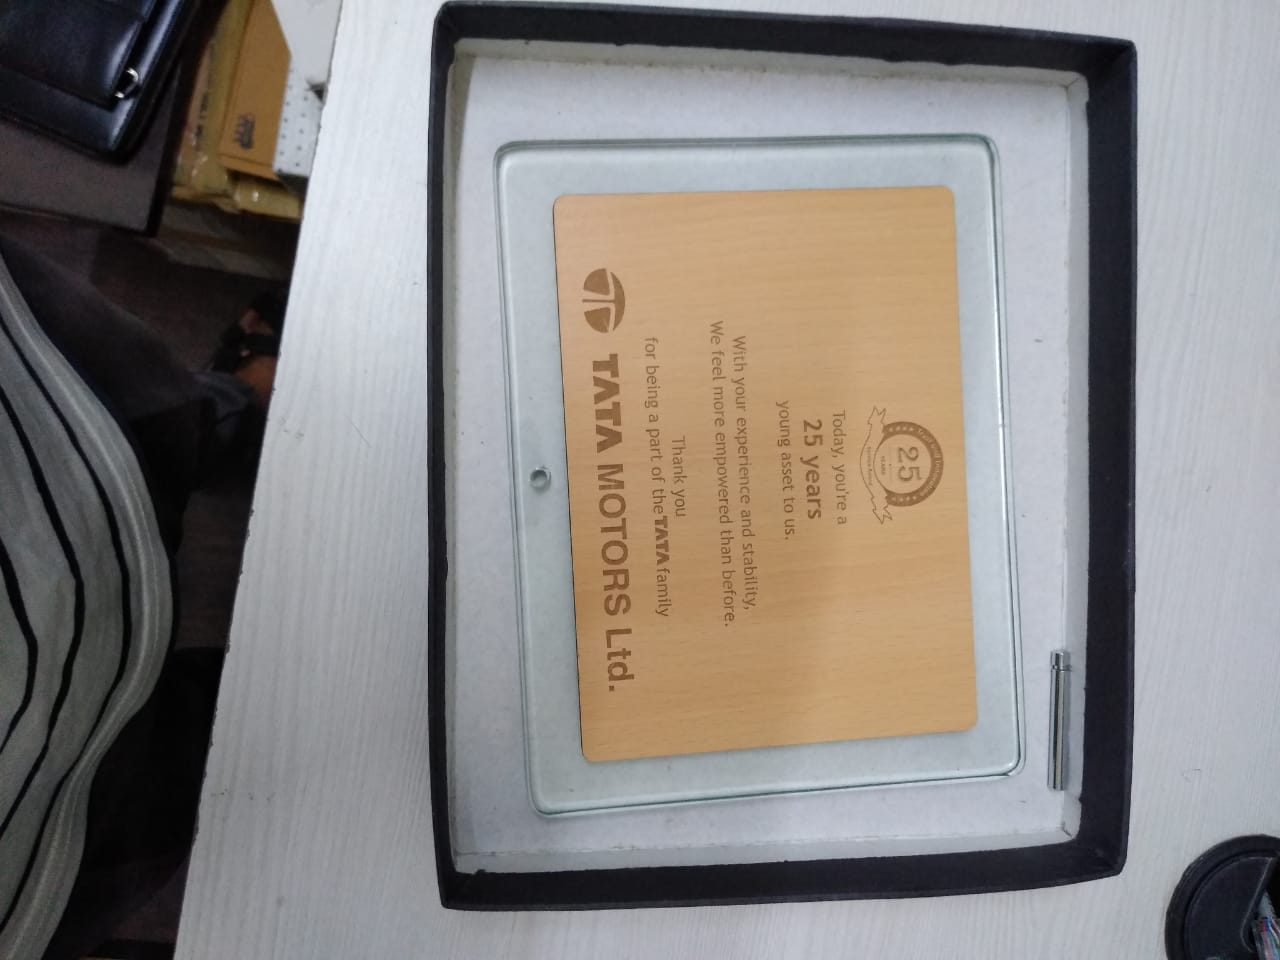 25
YEARS
Today, you're a
25 years
young asset to us.
With your experience and stability,
We feel more empowered than before.
Thank you
for being a part of the TATA family
TATA MOTORS Ltd.